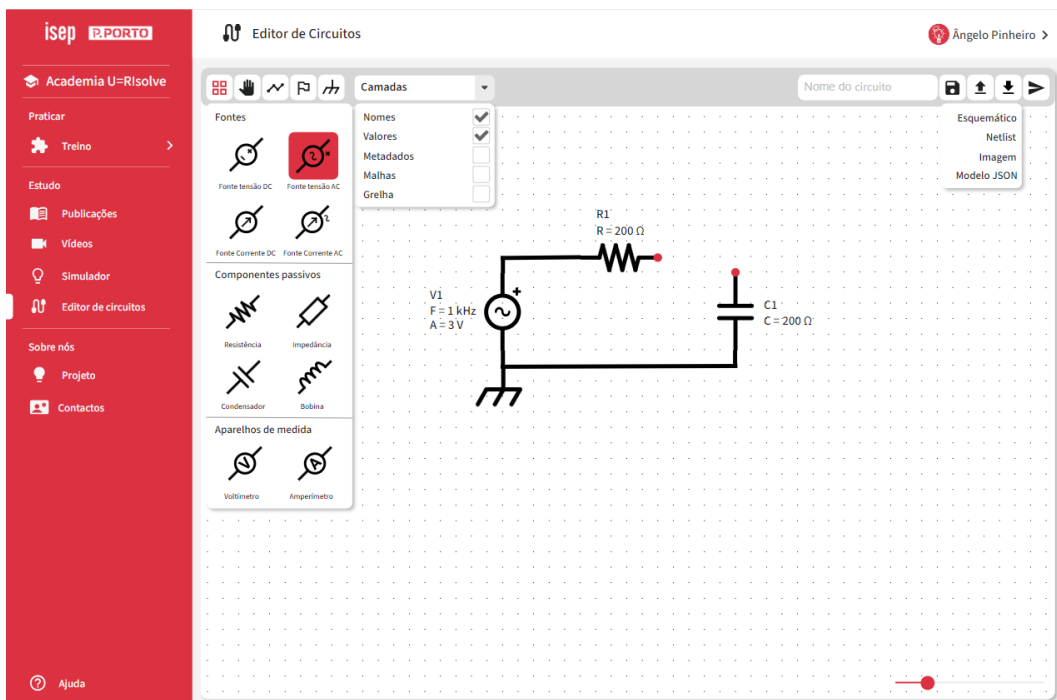 isep P.PORTO
Editor de Circuitos
Ângelo Pinheiro
Academia U=RIsolve
Praticar
Treino
Estudo
Publicações
Vídeos
Simulador
Editor de circuitos
Sobre nós
Projeto
Contactos
Ajuda
Camadas
Nome do circuito
Fontes
Fonte tensão DC
Fonte tensão AC
Fonte Corrente DC
Fonte Corrente AC
Componentes passivos
Resistência
Impedância
Condensador
Bobina
Aparelhos de medida
V
A
Voltímetro
Amperímetro
Nomes
Valores
Metadados
Malhas
Grelha
Esquemático
Netlist
Imagem
Modelo JSON
R1
R = 200 Ω
V1
F = 1 kHz
A = 3 V
+
C1
C = 200 Ω